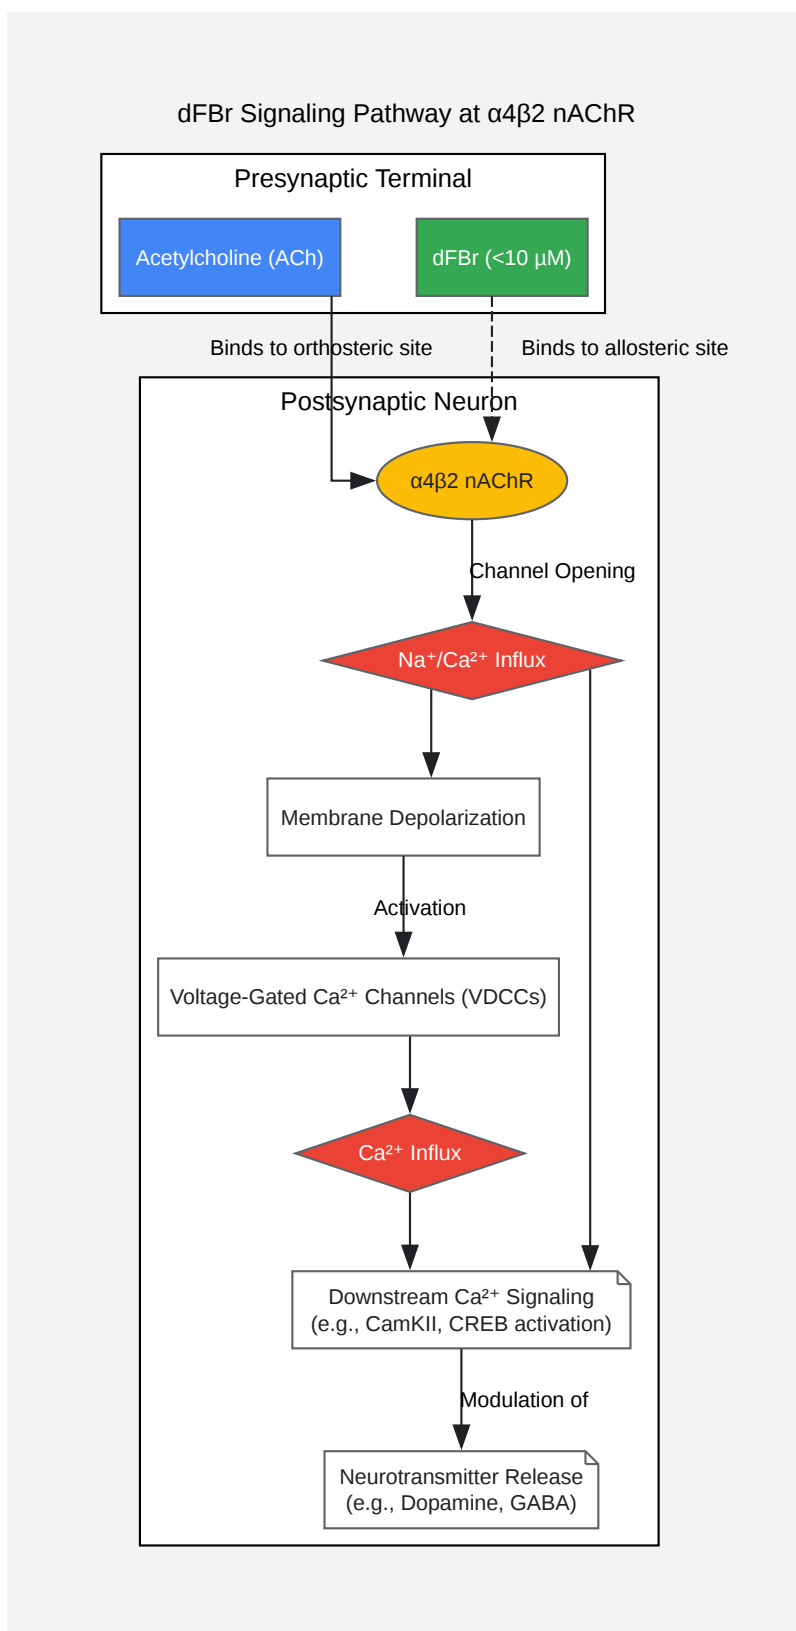 dFBr Signaling Pathway at α4β2 nAChR
Presynaptic Terminal
Acetylcholine (ACh)
dFBr (<10 µM)
Binds to orthosteric site
Binds to allosteric site
Postsynaptic Neuron
α4β2 nAChR
Channel Opening
Na⁺/Ca²⁺ Influx
Membrane Depolarization
Activation
Voltage-Gated Ca²⁺ Channels (VDCCs)
Ca²⁺ Influx
Downstream Ca²⁺ Signaling
(e.g., CamKII, CREB activation)
Modulation of
Neurotransmitter Release
(e.g., Dopamine, GABA)